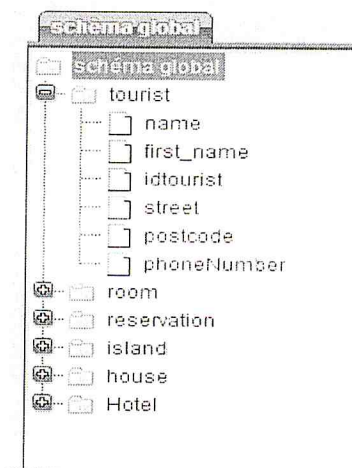 schéma global
schéma global
tourist
name
first_name
idtourist
street
postcode
phoneNumber
room
reservation
island
house
Hotel